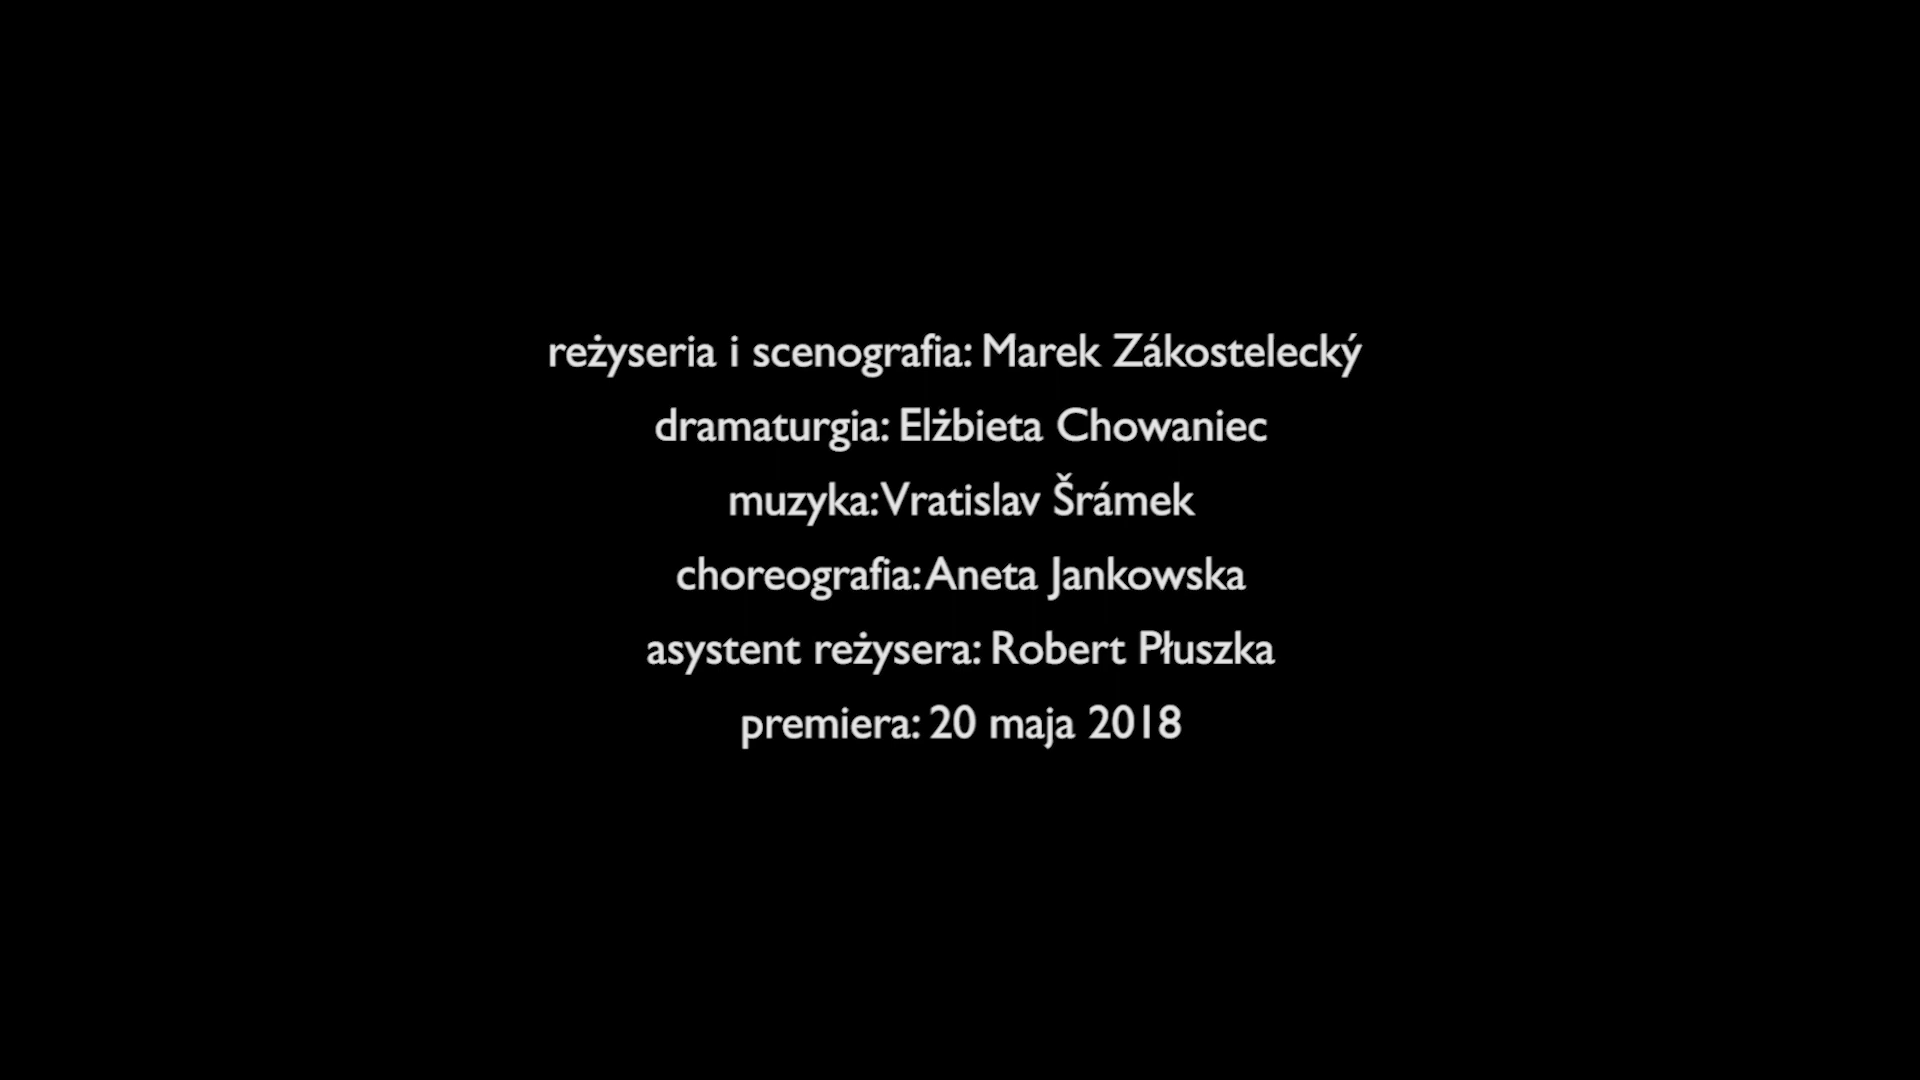 reżyseria i scenografia: Marek Zákostelecký
dramaturgia: Elżbieta Chowaniec
muzyka: Vratislav Šrámek
choreografia: Aneta Jankowska
asystent reżysera: Robert Płuszka
premiera: 20 maja 2018